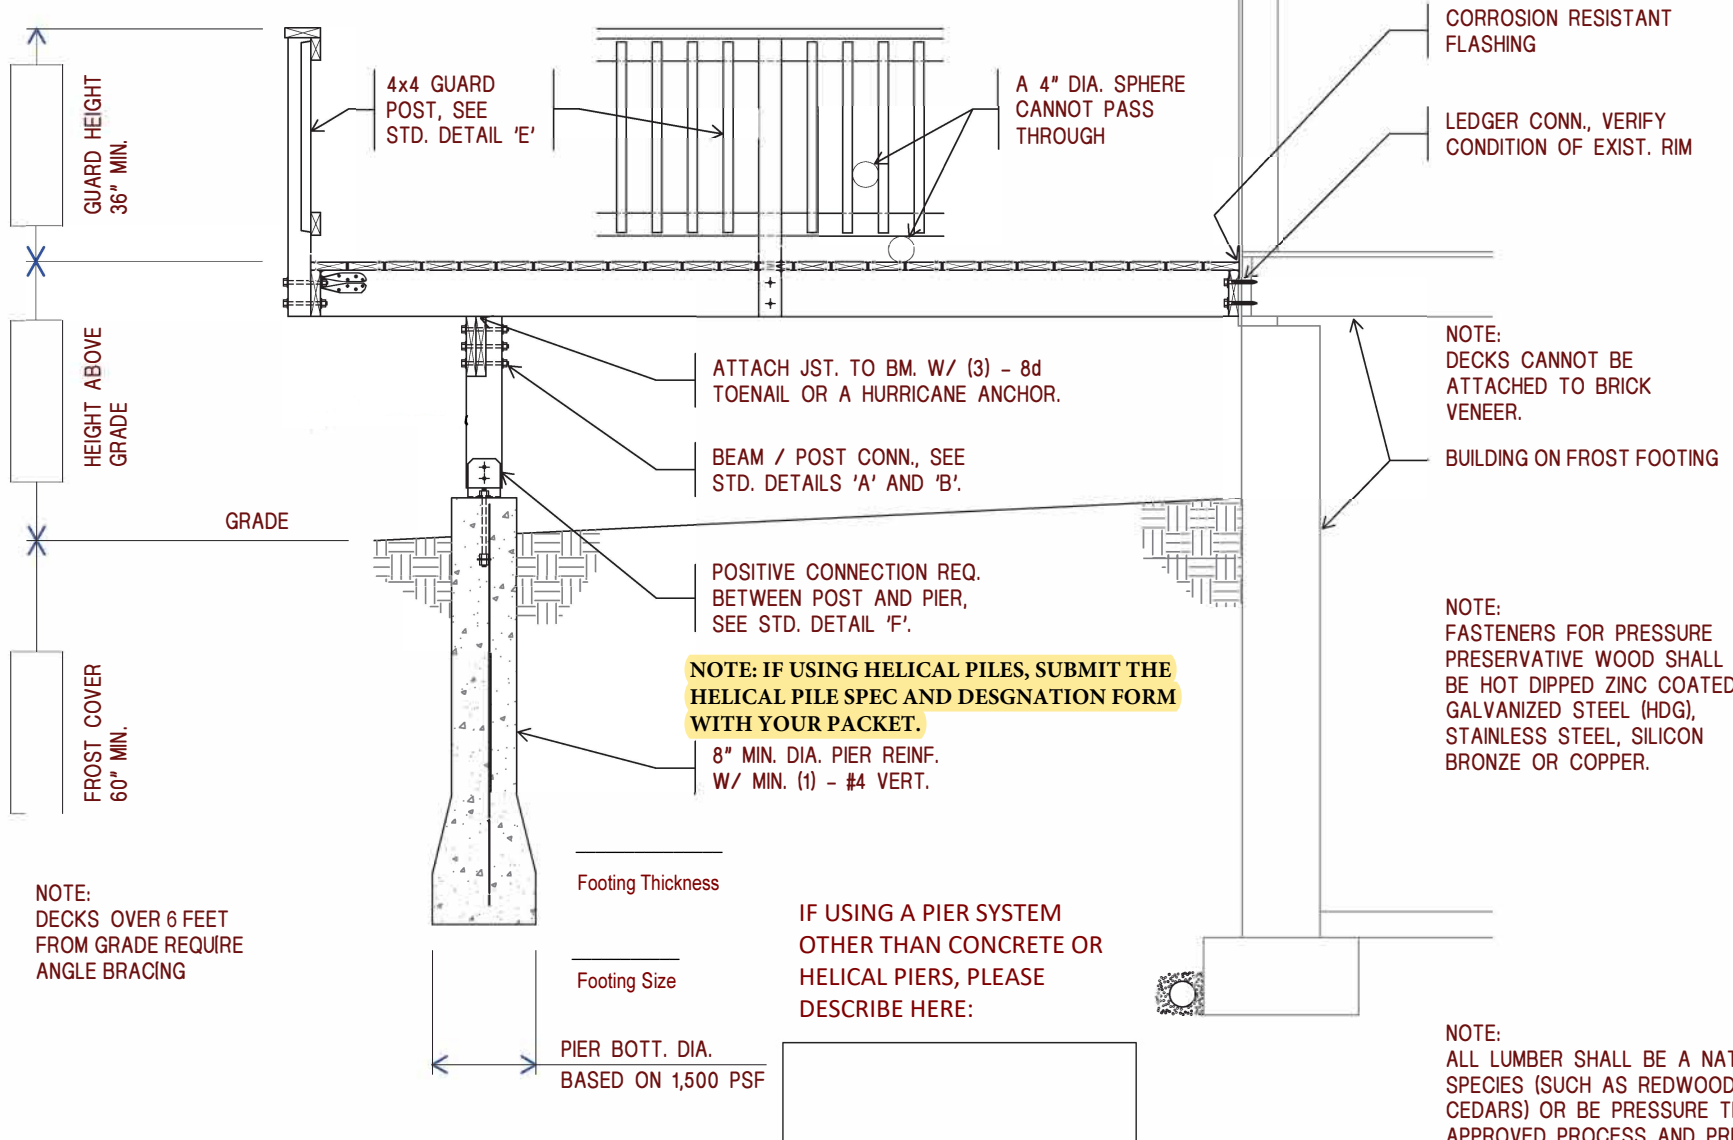 CORROSION RESISTANT
FLASHING
4x4 GUARD
POST, SEE
STD. DETAIL 'E'
A 4" DIA. SPHERE
CANNOT PASS
THROUGH
LEDGER CONN., VERIFY
CONDITION OF EXIST. RIM
GUARD HEIGHT
36" MIN.
HEIGHT ABOVE
GRADE
ATTACH JST. TO BM. W/ (3) - 8d
TOENAIL OR A HURRICANE ANCHOR.
NOTE:
DECKS CANNOT BE
ATTACHED TO BRICK
VENEER.
BEAM / POST CONN., SEE
STD. DETAILS 'A' AND 'B'.
BUILDING ON FROST FOOTING
GRADE
POSITIVE CONNECTION REQ.
BETWEEN POST AND PIER,
SEE STD. DETAIL 'F'.
NOTE: IF USING HELICAL PILES, SUBMIT THE
HELICAL PILE SPEC AND DESGNATION FORM
WITH YOUR PACKET.
8" MIN. DIA. PIER REINF.
W/ MIN. (1) - #4 VERT.
FROST COVER
60" MIN.
NOTE:
FASTENERS FOR PRESSURE
PRESERVATIVE WOOD SHALL
BE HOT DIPPED ZINC COATED
GALVANIZED STEEL (HDG),
STAINLESS STEEL, SILICON
BRONZE OR COPPER.
NOTE:
DECKS OVER 6 FEET
FROM GRADE REQUIRE
ANGLE BRACING
Footing Thickness
Footing Size
IF USING A PIER SYSTEM
OTHER THAN CONCRETE OR
HELICAL PIERS, PLEASE
DESCRIBE HERE:
PIER BOTT. DIA.
BASED ON 1,500 PSF
NOTE:
ALL LUMBER SHALL BE A NAT
SPECIES (SUCH AS REDWOOD
CEDARS) OR BE PRESSURE
APPROVED PROCESS AND